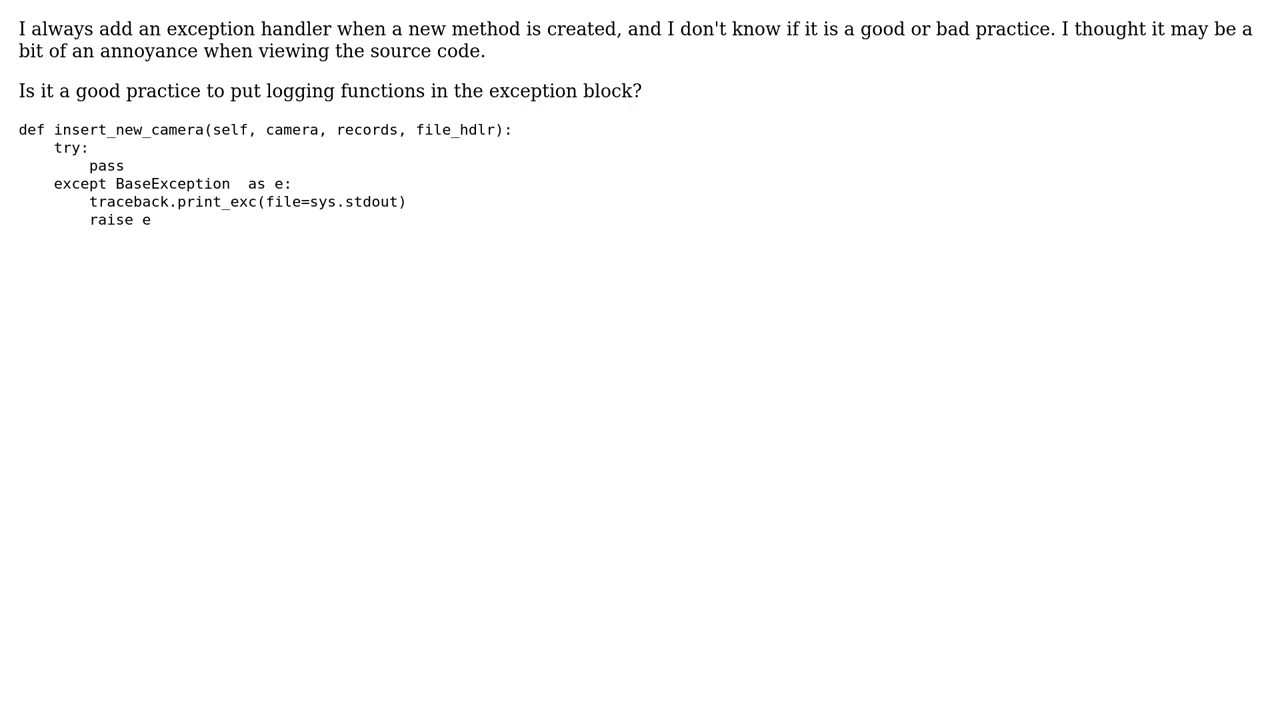 I always add an exception handler when a new method is created, and I don't know if it is a good or bad practice. I thought it may be a
bit of an annoyance when viewing the source code.
Is it a good practice to put logging functions in the exception block?
def insert_new_camera(self, camera, records, file_hdlr):
    try:
        pass
    except BaseException  as e:
        traceback.print_exc(file=sys.stdout)
        raise e